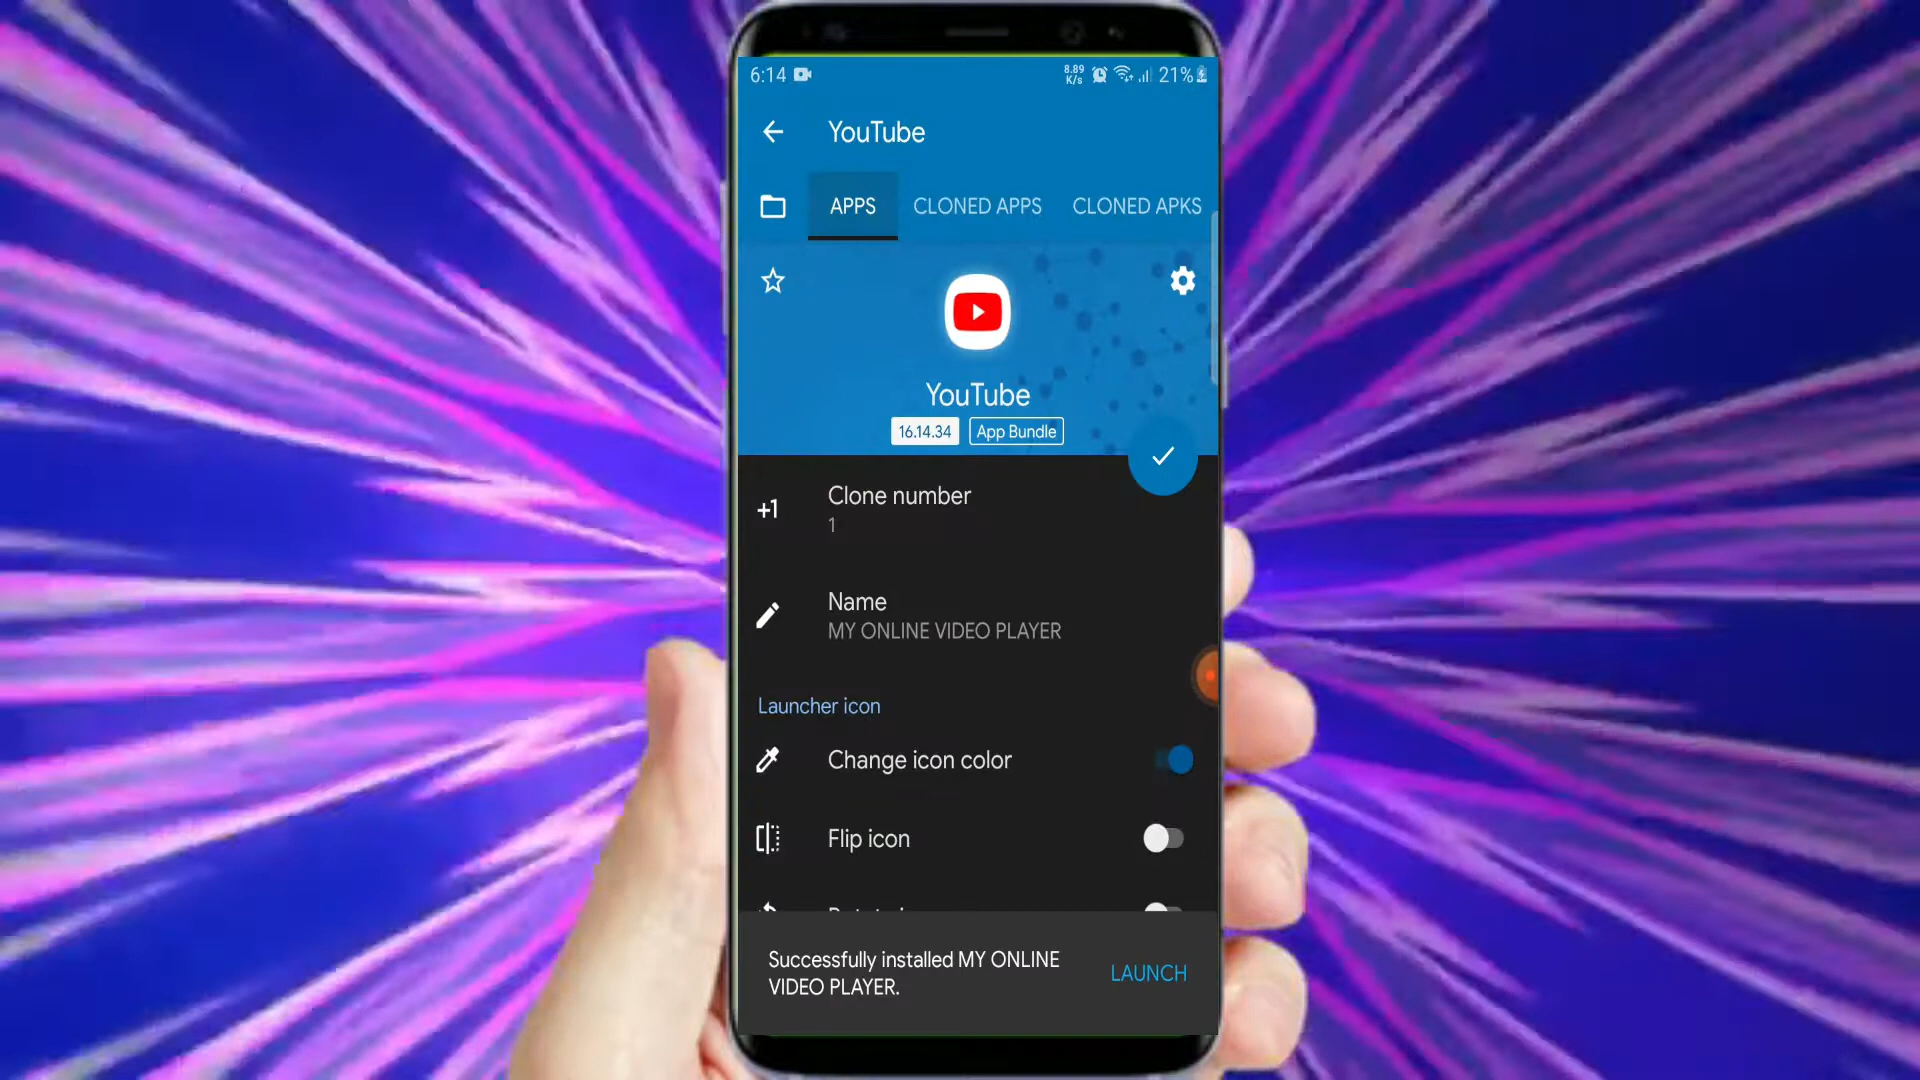 6:14
8.89
K/s
21%
YouTube
APPS
CLONED APPS
CLONED APKS
YouTube
16.14.34
App Bundle
Clone number
+1
1
Name
MY ONLINE VIDEO PLAYER
Launcher icon
Change icon color
Flip icon
Successfully installed MY ONLINE
VIDEO PLAYER.
LAUNCH